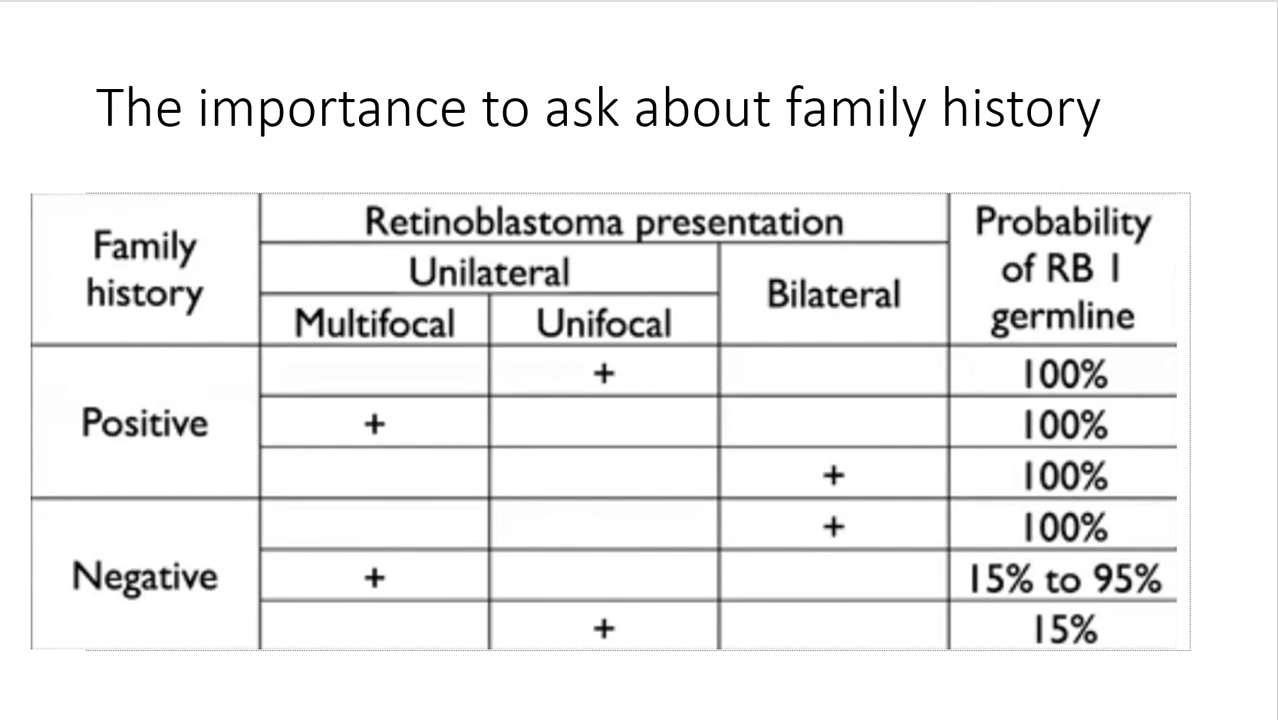 The importance to ask about family history
Family
history
Retinoblastoma presentation
Probability
of RB 1
germline
Unilateral
Bilateral
Multifocal Unifocal
Positive
+ 100%
+ 100%
+ 100%
Negative
+ 100%
+ 15% to 95%
+ 15%